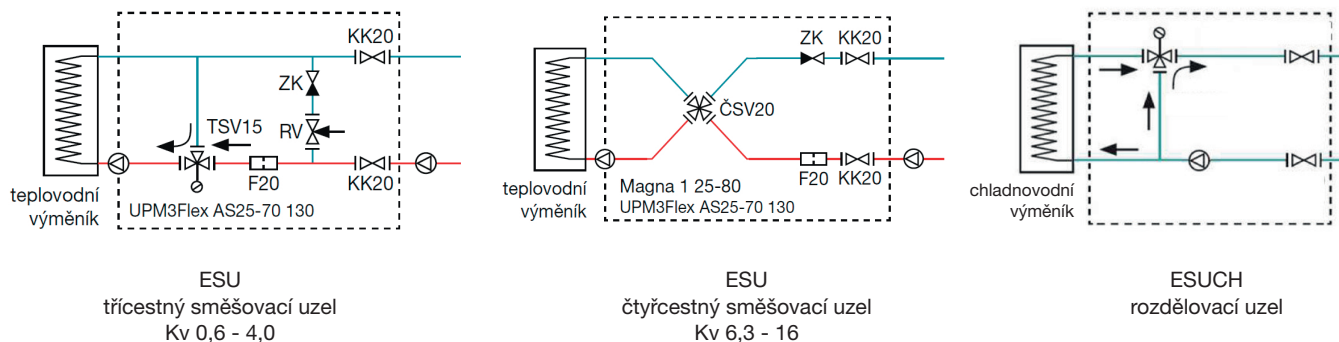 KK20
ZK
TSV15
RV
F20
KK20
teplovodní
výměník
UPM3Flex AS25-70 130
ESU
třícestný směšovací uzel
Kv 0,6 - 4,0
ZK KK20
ČSV20
F20 KK20
teplovodní
výměník
Magna 1 25-80
UPM3Flex AS25-70 130
ESU
čtyřcestný směšovací uzel
Kv 6,3 - 16
chladnovodní
výměník
ESUCH
rozdělovací uzel